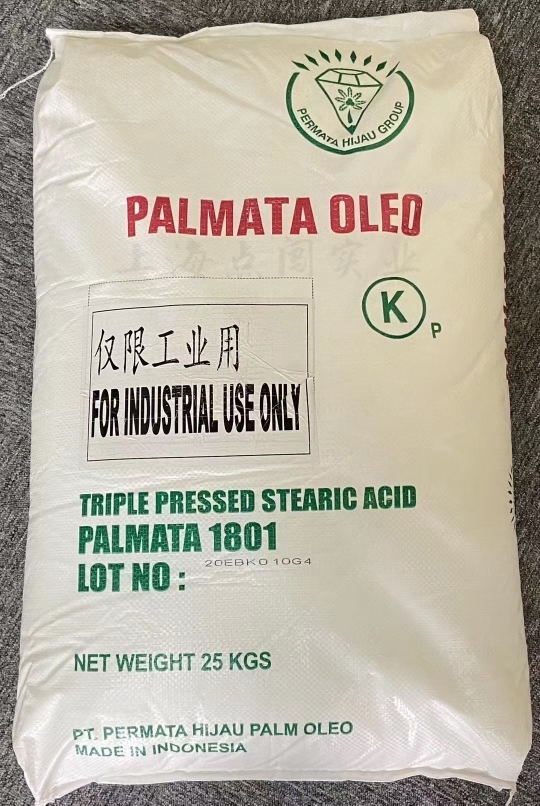 PERMATA HIJAU GROUP
PALMATA OLEO
上海点阔实业
K
P
仅限工业用
FOR INDUSTRIAL USE ONLY
TRIPLE PRESSED STEARIC ACID
PALMATA 1801
LOT NO :
20EBK010G4
NET WEIGHT 25 KGS
PT. PERMATA HIJAU PALM OLEO
MADE IN INDONESIA